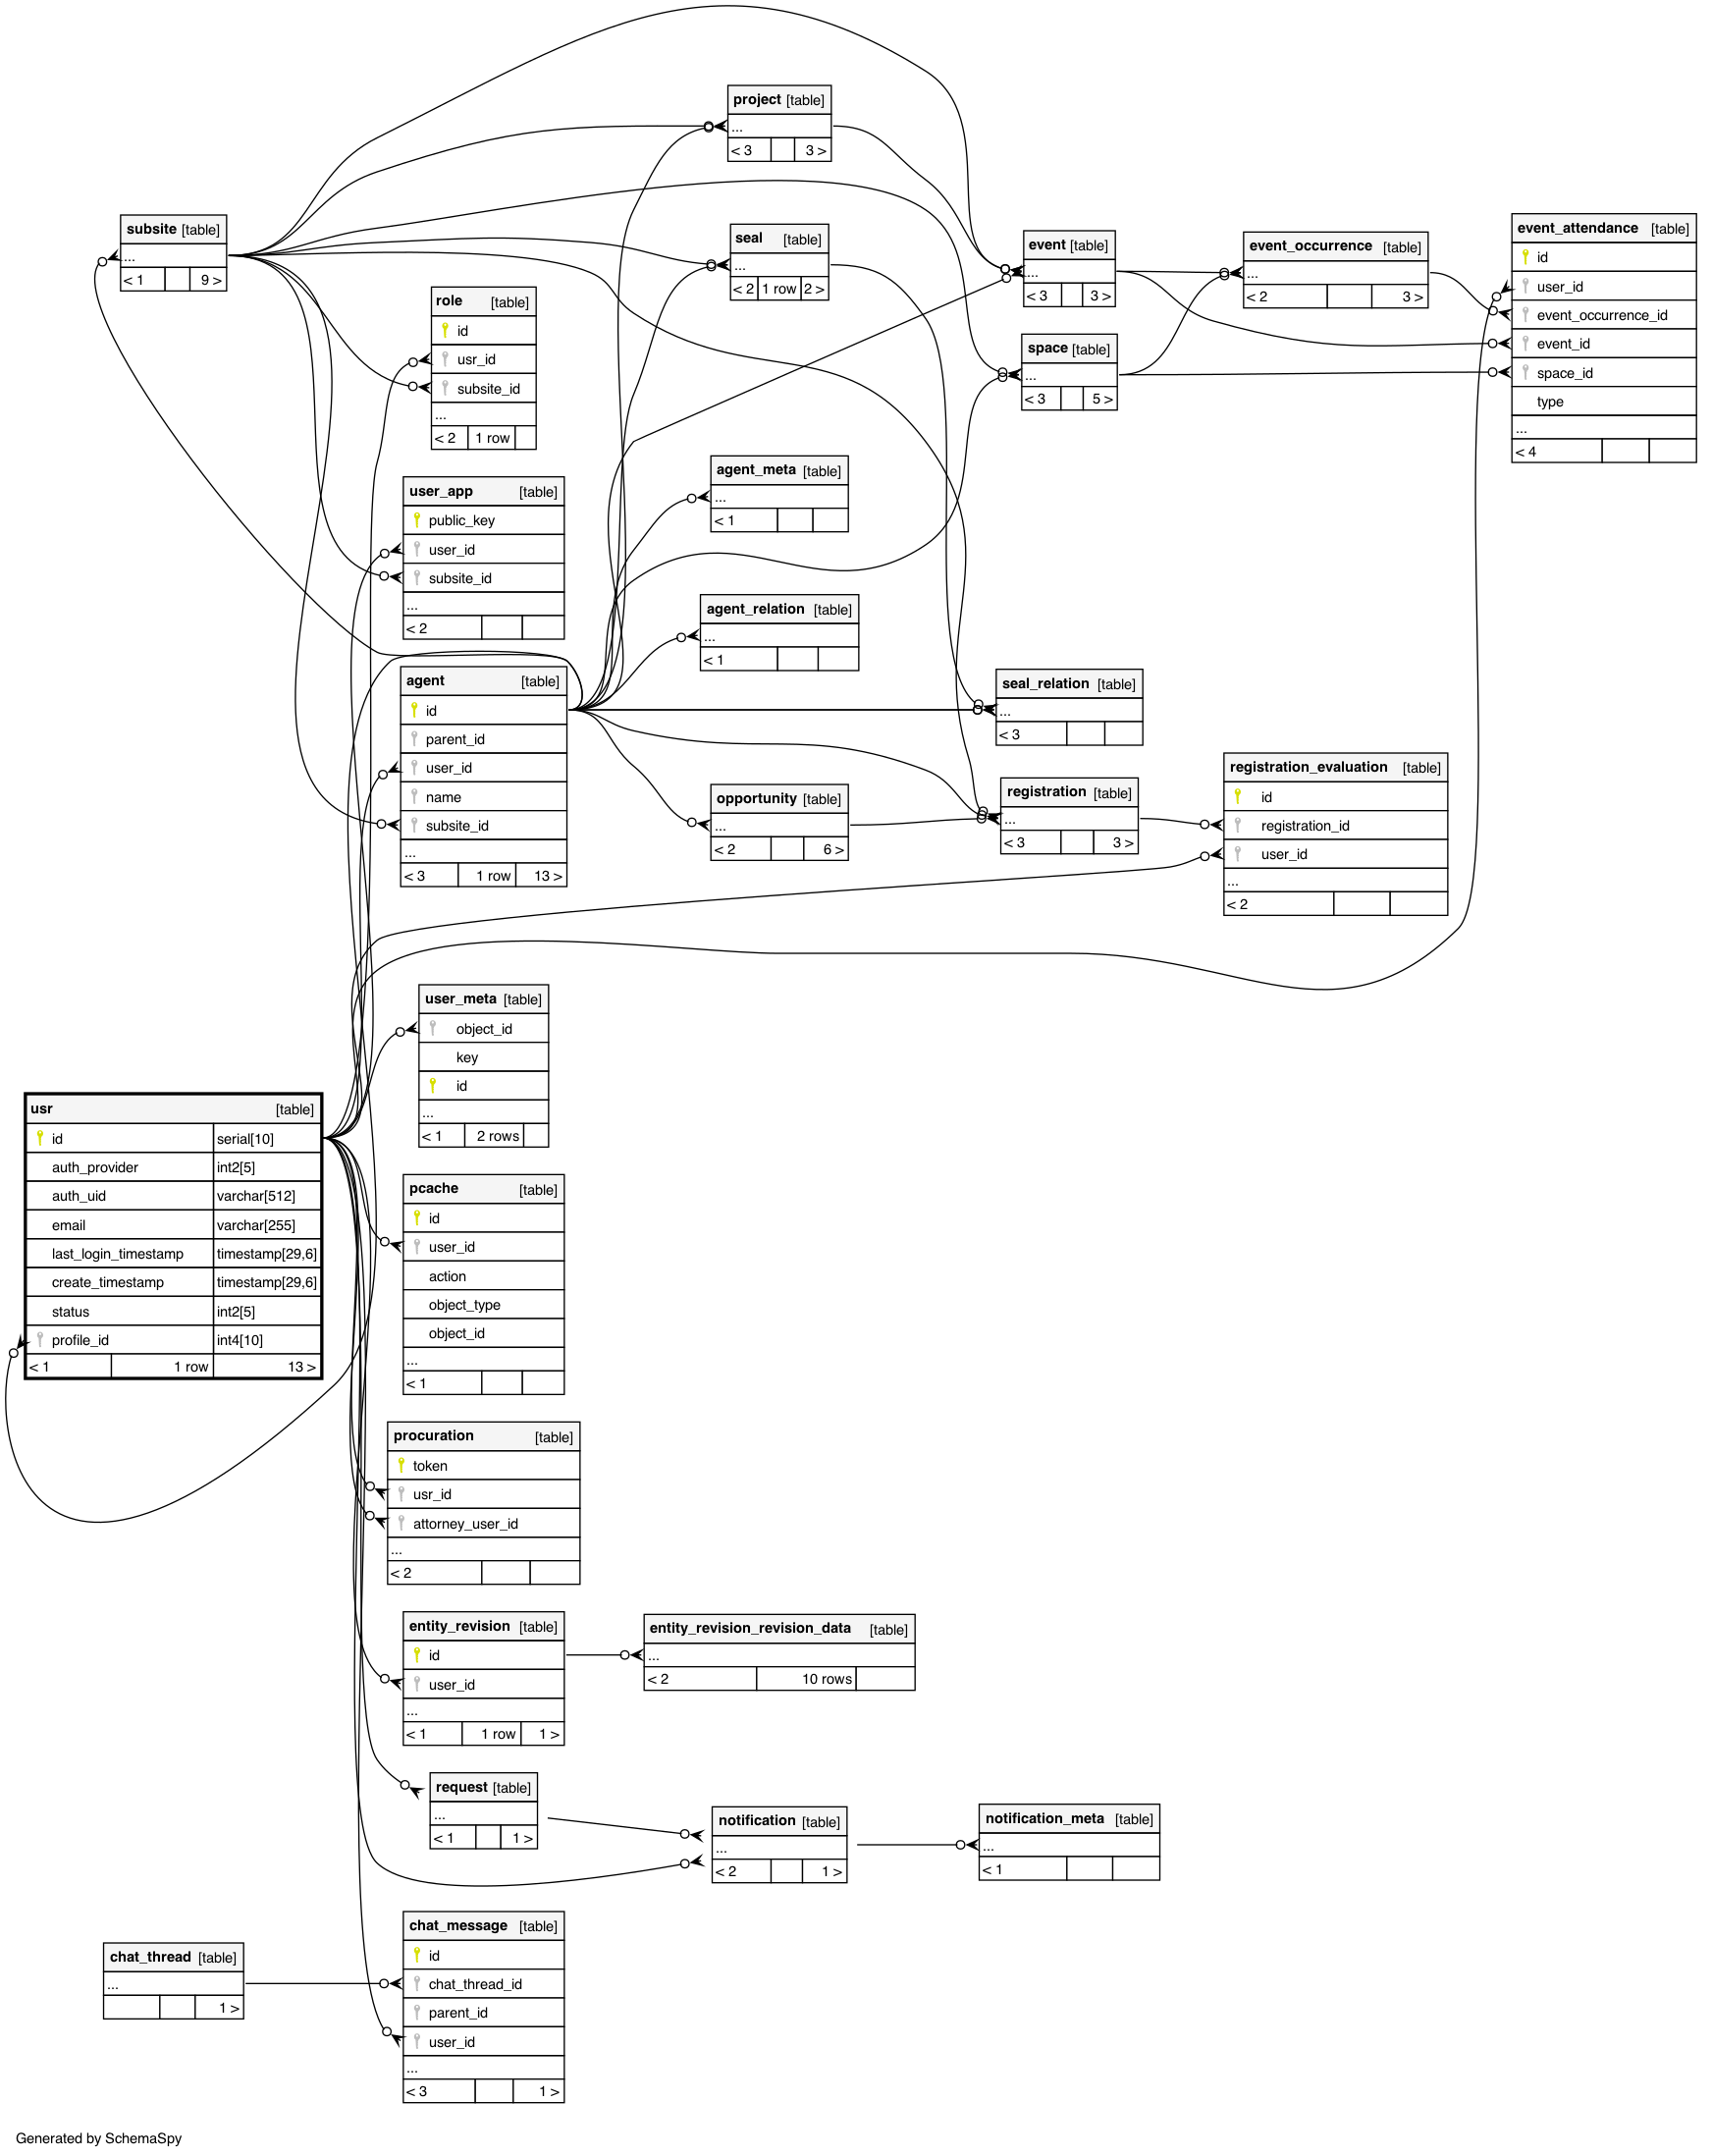 project [table]
...
< 3 3 >
subsite [table]
...
< 1 9 >
seal [table]
...
< 2 1 row 2 >
event [table]
...
< 3 3 >
event_occurrence [table]
...
< 2 3 >
event_attendance [table]
id
user_id
event_occurrence_id
event_id
space_id
type
...
< 4
role [table]
id
usr_id
subsite_id
...
< 2 1 row
space [table]
...
< 3 5 >
user_app [table]
public_key
user_id
subsite_id
...
< 2
agent_meta [table]
...
< 1
agent_relation [table]
...
< 1
agent [table]
id
parent_id
user_id
name
subsite_id
...
< 3 1 row 13 >
seal_relation [table]
...
< 3
opportunity [table]
...
< 2 6 >
registration [table]
...
< 3 3 >
registration_evaluation [table]
id
registration_id
user_id
...
< 2
user_meta [table]
object_id
key
id
...
< 1 2 rows
usr [table]
id serial[10]
auth_provider int2[5]
auth_uid varchar[512]
email varchar[255]
last_login_timestamp timestamp[29,6]
create_timestamp timestamp[29,6]
status int2[5]
profile_id int4[10]
< 1 1 row 13 >
pcache [table]
id
user_id
action
object_type
object_id
...
< 1
procuration [table]
token
usr_id
attorney_user_id
...
< 2
entity_revision [table]
id
user_id
...
< 1 1 row 1 >
entity_revision_revision_data [table]
...
< 2 10 rows
request [table]
...
< 1 1 >
notification [table]
...
< 2 1 >
notification_meta [table]
...
< 1
chat_thread [table]
...
1 >
chat_message [table]
id
chat_thread_id
parent_id
user_id
...
< 3 1 >
Generated by SchemaSpy